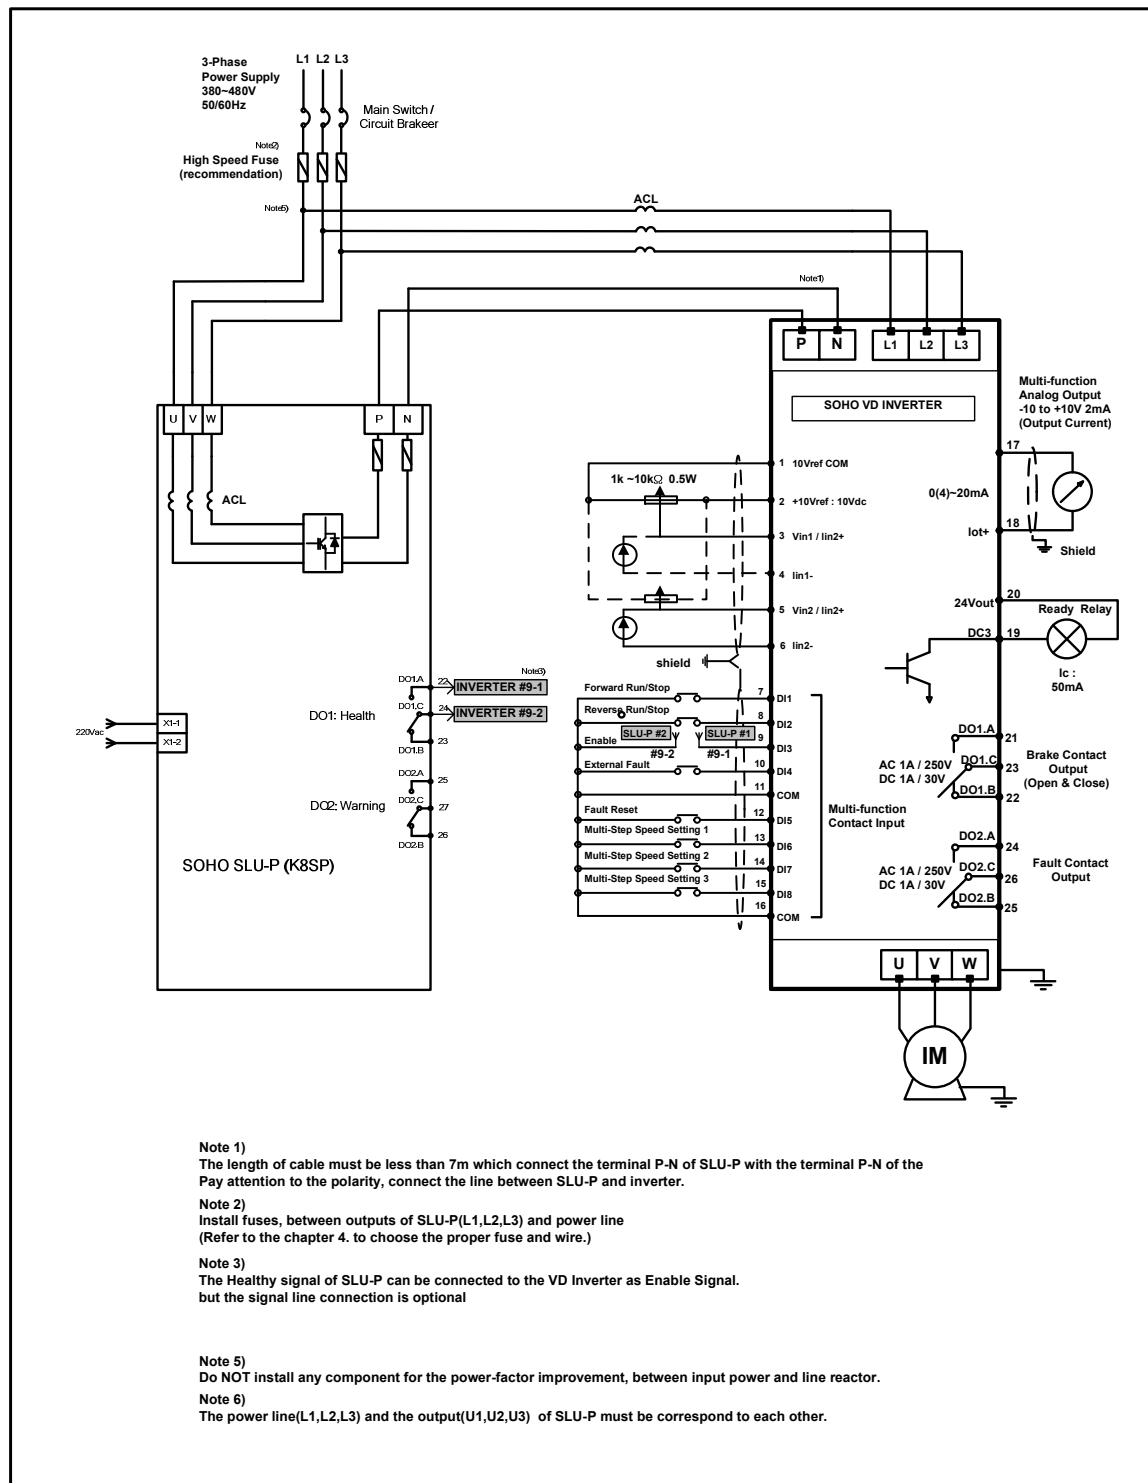 3-Phase
Power Supply
380~480V
50/60Hz
L1 L2 L3
Main Switch /
Circuit Brakeer
Note2)
High Speed Fuse
(recommendation)
Note5)
ACL
Note1)
P N L1 L2 L3
SOHO VD INVERTER
Multi-function
Analog Output
-10 to +10V 2mA
(Output Current)
17
0(4)~20mA
18
Iot+
Shield
U V W P N
ACL
1 10Vref COM
1k ~10kΩ 0.5W
2 +10Vref : 10Vdc
3 Vin1 / Iin2+
4 Iin1-
5 Vin2 / Iin2+
6 Iin2-
shield
20
24Vout
Ready Relay
DC3 19
Ic :
50mA
Note3)
DO1.A 22 INVERTER #9-1
DO1: Health
DO1.C 24 INVERTER #9-2
23
DO1.B
X1-1
220Vac
X1-2
DO2.A 25
DO2: Warning
DO2.C 27
26
DO2.B
SOHO SLU-P (K8SP)
Forward Run/Stop 7 DI1
Reverse Run/Stop 8 DI2
SLU-P #2 SLU-P #1
Enable 9 DI3
#9-2 #9-1
External Fault 10 DI4
11 COM
Fault Reset 12 DI5
Multi-Step Speed Setting 1 13 DI6
Multi-Step Speed Setting 2 14 DI7
Multi-Step Speed Setting 3 15 DI8
16 COM
Multi-function
Contact Input
DO1.A 21
AC 1A / 250V
DC 1A / 30V
DO1.C 23
DO1.B 22
Brake Contact
Output
(Open & Close)
DO2.A 24
AC 1A / 250V
DC 1A / 30V
DO2.C 26
DO2.B 25
Fault Contact
Output
U V W
IM
Note 1)
The length of cable must be less than 7m which connect the terminal P-N of SLU-P with the terminal P-N of the
Pay attention to the polarity, connect the line between SLU-P and inverter.
Note 2)
Install fuses, between outputs of SLU-P(L1,L2,L3) and power line
(Refer to the chapter 4. to choose the proper fuse and wire.)
Note 3)
The Healthy signal of SLU-P can be connected to the VD Inverter as Enable Signal.
but the signal line connection is optional
Note 5)
Do NOT install any component for the power-factor improvement, between input power and line reactor.
Note 6)
The power line(L1,L2,L3) and the output(U1,U2,U3) of SLU-P must be correspond to each other.